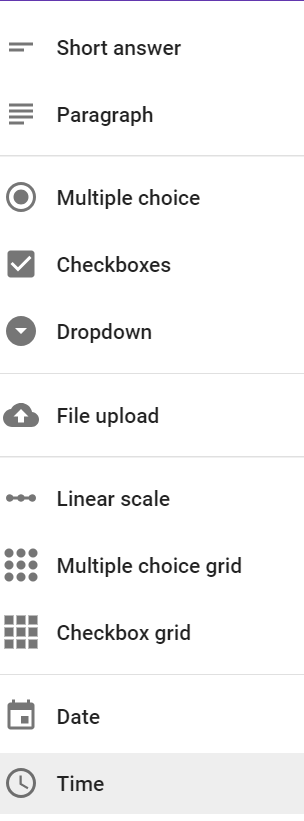 Short answer
Paragraph
Multiple choice
Checkboxes
Dropdown
File upload
Linear scale
Multiple choice grid
Checkbox grid
Date
Time